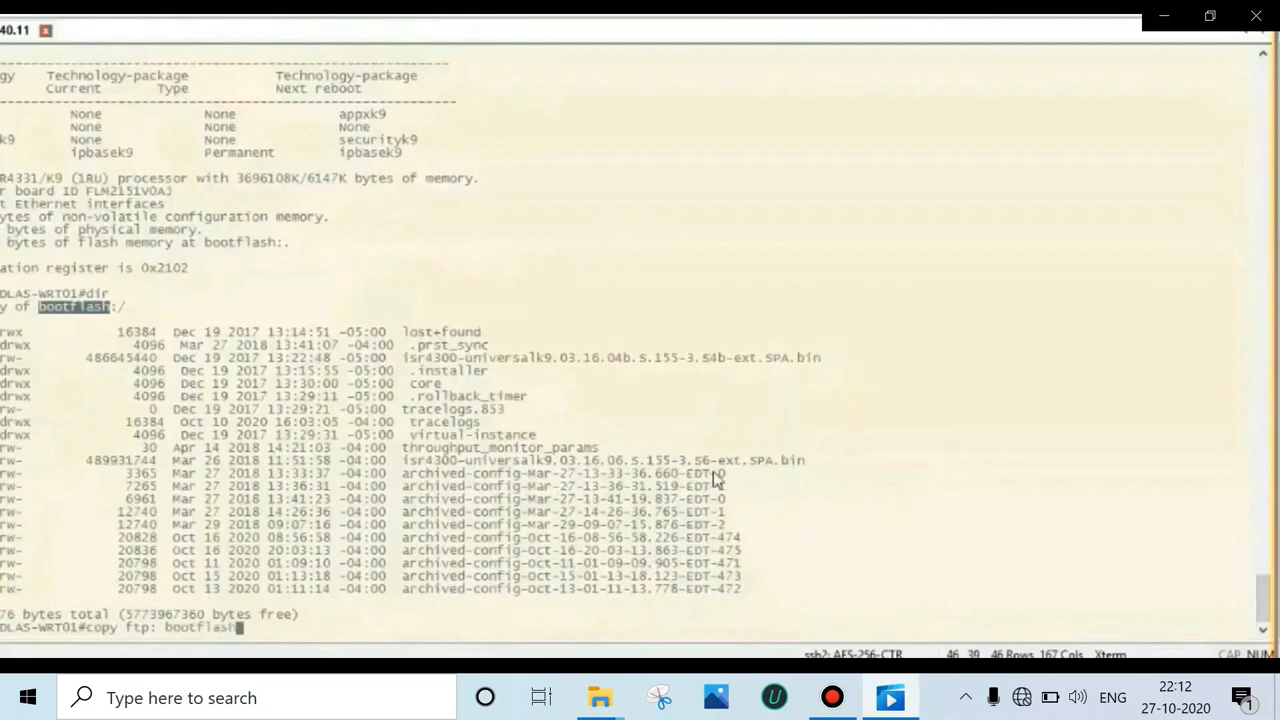 40.11
gy Technology-package Technology-package
Current Type Next reboot
None None appxk9
None None None
k9 None None securityk9
ipbasek9 Permanent ipbasek9
R4331/K9 (1RU) processor with 3696108K/6147K bytes of memory.
r board ID FLM2151V0AJ
t Ethernet interfaces
ytes of non-volatile configuration memory.
bytes of physical memory.
bytes of flash memory at bootflash:.
ation register is 0x2102
DLAS-WRT01#dir
y of bootflash:/
rwx 16384 Dec 19 2017 13:14:51 -05:00 lost+found
drwx 4096 Mar 27 2018 13:41:07 -04:00 .prst_sync
rw- 486645440 Dec 19 2017 13:22:48 -05:00 isr4300-universalk9.03.16.04b.S.155-3.S4b-ext.SPA.bin
drwx 4096 Dec 19 2017 13:15:55 -05:00 .installer
drwx 4096 Dec 19 2017 13:30:00 -05:00 core
drwx 4096 Dec 19 2017 13:29:11 -05:00 .rollback_timer
rw- 0 Dec 19 2017 13:29:21 -05:00 tracelogs.853
drwx 16384 Oct 10 2020 16:03:05 -04:00 tracelogs
drwx 4096 Dec 19 2017 13:29:31 -05:00 virtual-instance
rw- 30 Apr 14 2018 14:21:03 -04:00 throughput_monitor_params
rw- 489931744 Mar 26 2018 11:51:58 -04:00 isr4300-universalk9.03.16.06.S.155-3.S6-ext.SPA.bin
rw- 3365 Mar 27 2018 13:33:37 -04:00 archived-config-Mar-27-13-33-36.660-EDT-0
rw- 7265 Mar 27 2018 13:36:31 -04:00 archived-config-Mar-27-13-36-31.519-EDT-1
rw- 6961 Mar 27 2018 13:41:23 -04:00 archived-config-Mar-27-13-41-19.837-EDT-0
rw- 12740 Mar 27 2018 14:26:36 -04:00 archived-config-Mar-27-14-26-36.765-EDT-1
rw- 12740 Mar 29 2018 09:07:16 -04:00 archived-config-Mar-29-09-07-15.876-EDT-2
rw- 20828 Oct 16 2020 08:56:58 -04:00 archived-config-Oct-16-08-56-58.226-EDT-474
rw- 20836 Oct 16 2020 20:03:13 -04:00 archived-config-Oct-16-20-03-13.863-EDT-475
rw- 20798 Oct 11 2020 01:09:10 -04:00 archived-config-Oct-11-01-09-09.905-EDT-471
rw- 20798 Oct 15 2020 01:13:18 -04:00 archived-config-Oct-15-01-13-18.123-EDT-473
rw- 20798 Oct 13 2020 01:11:14 -04:00 archived-config-Oct-13-01-11-13.778-EDT-472
76 bytes total (5773967360 bytes free)
DLAS-WRT01#copy ftp: bootflash
ssh2: AES-256-CTR 46, 39 46 Rows, 167 Cols Xterm CAP NUM
Type here to search
ENG
22:12
27-10-2020
1